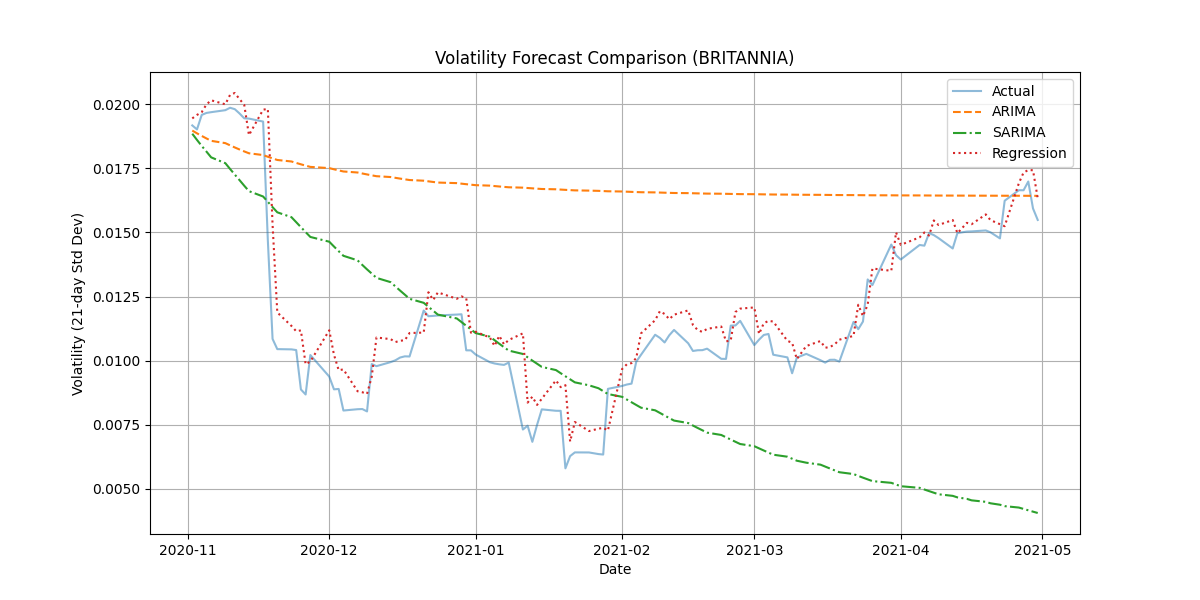 Volatility Forecast Comparison (BRITANNIA)
Actual
ARIMA
SARIMA
Regression
Volatility (21-day Std Dev)
0.0200
0.0175
0.0150
0.0125
0.0100
0.0075
0.0050
2020-11
2020-12
2021-01
2021-02
2021-03
2021-04
2021-05
Date